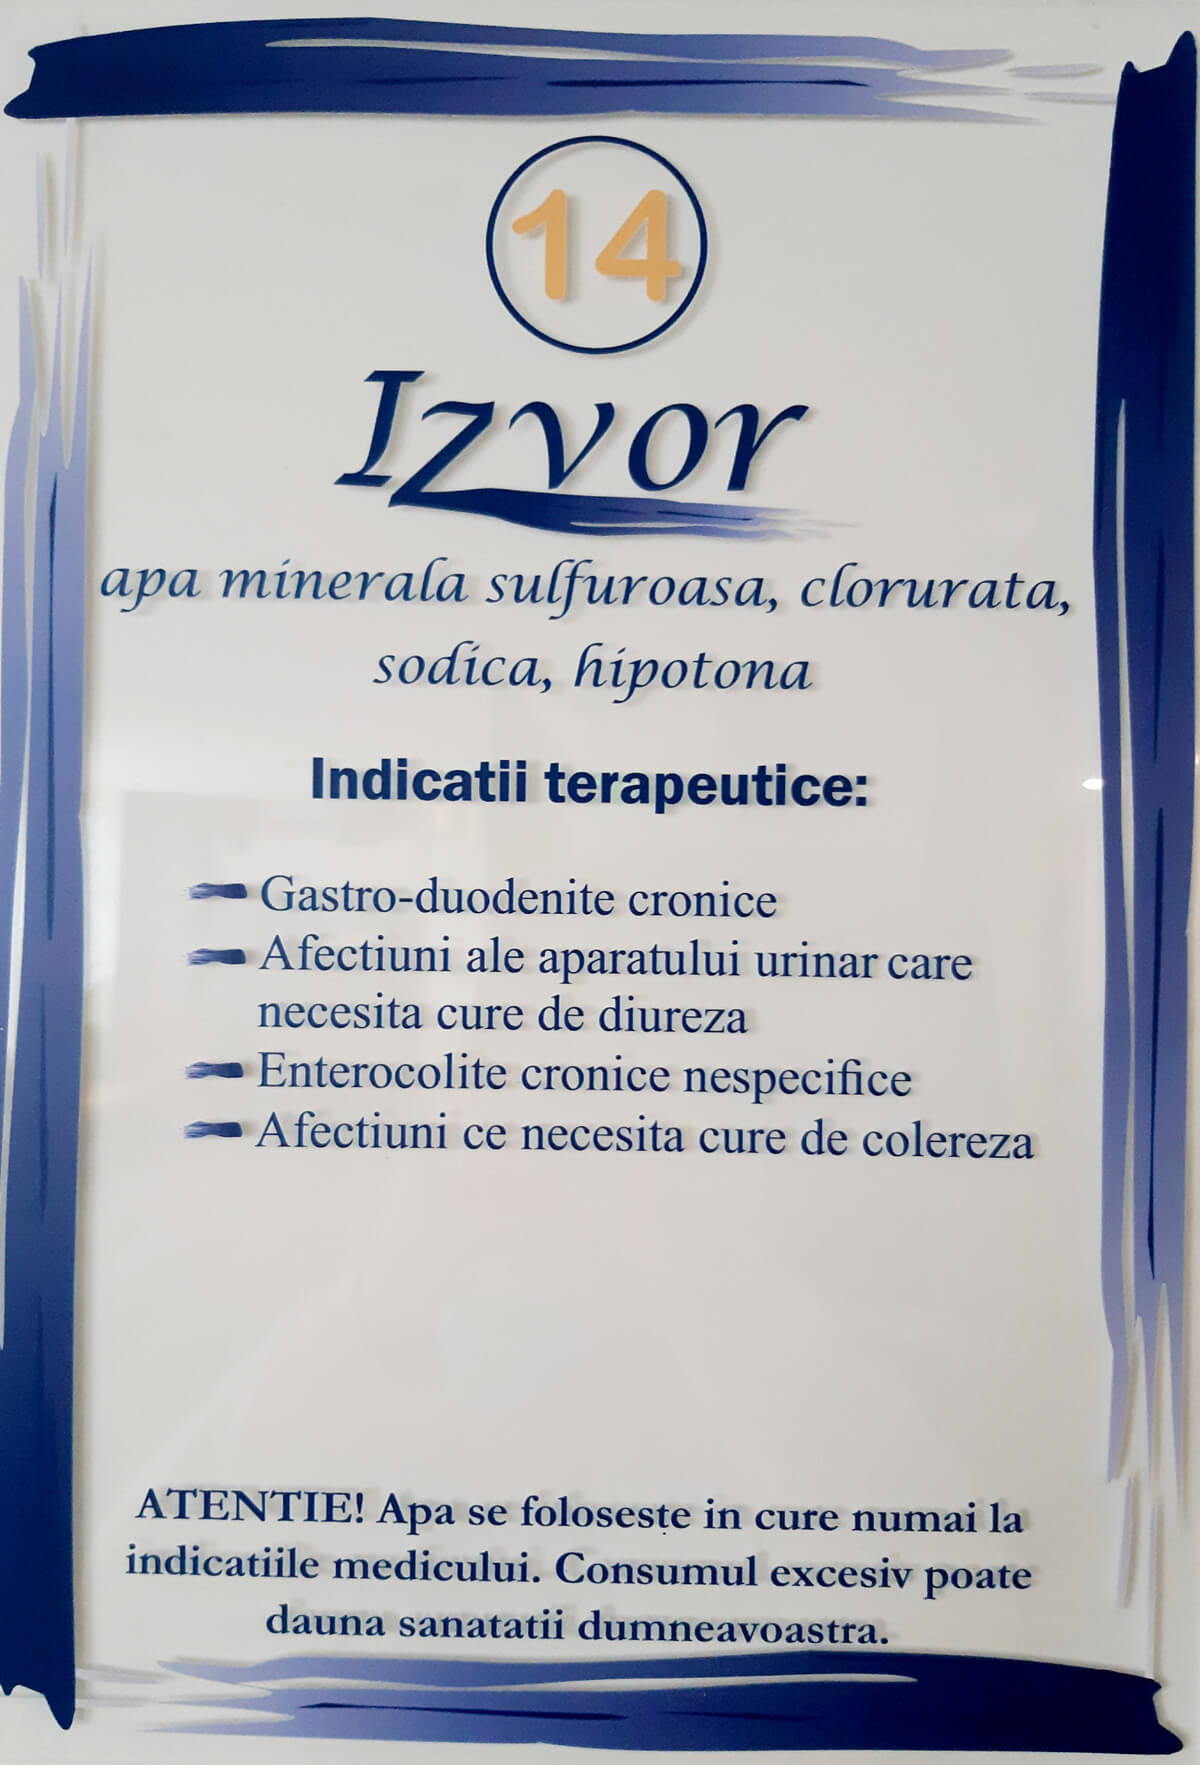 14
Izvor
apa minerala sulfuroasa, clorurata,
sodica, hipotona
Indicatii terapeutice:
Gastro-duodenite cronice
Afectiuni ale aparatului urinar care
necesita cure de diureza
Enterocolite cronice nespecifice
Afectiuni ce necesita cure de colereza
ATENTIE! Apa se foloseste in cure numai la
indicatiile medicului. Consumul excesiv poate
dauna sanatatii dumneavoastra.